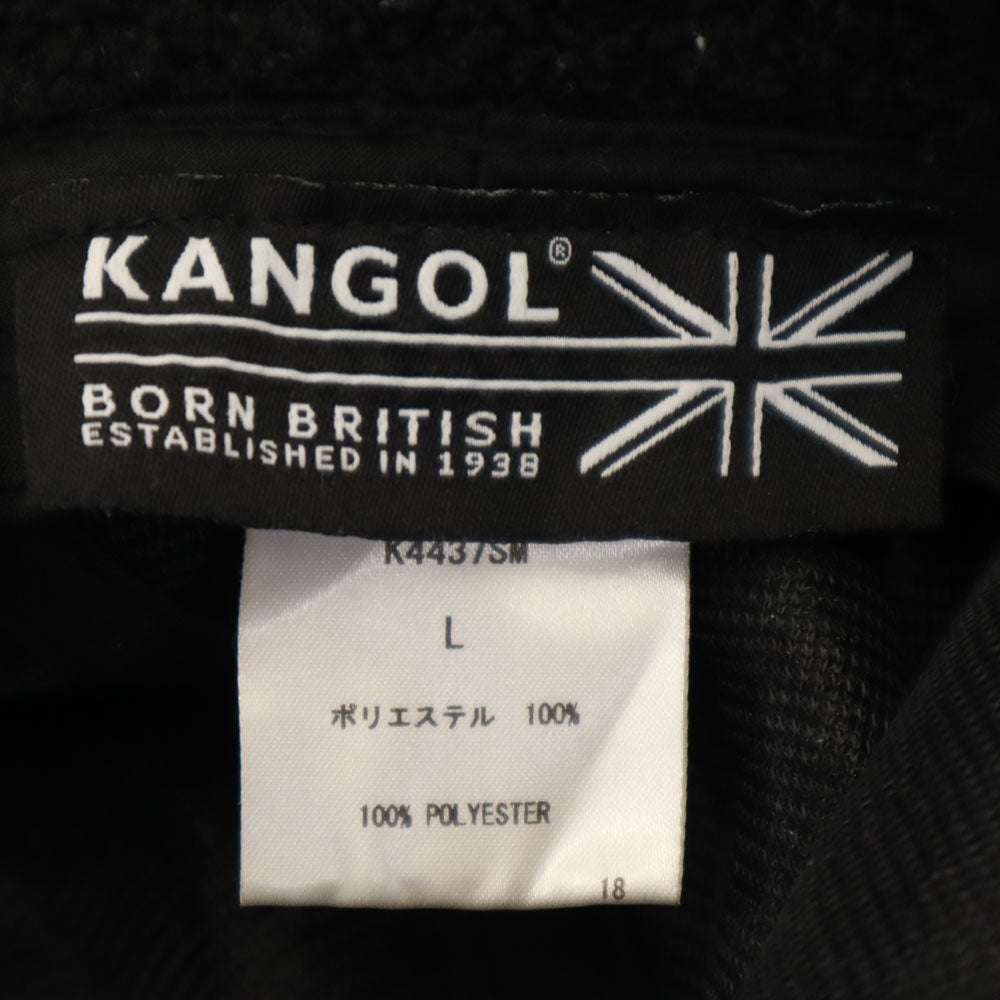 KANGOL®
BORN BRITISH
ESTABLISHED IN 1938
K4437SM
L
ポリエステル 100%
100% POLYESTER
18